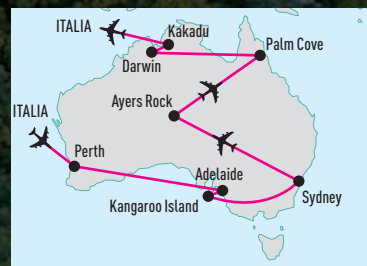 ITALIA
Kakadu
Darwin
Palm Cove
Ayers Rock
ITALIA
Perth
Adelaide
Kangaroo Island
Sydney